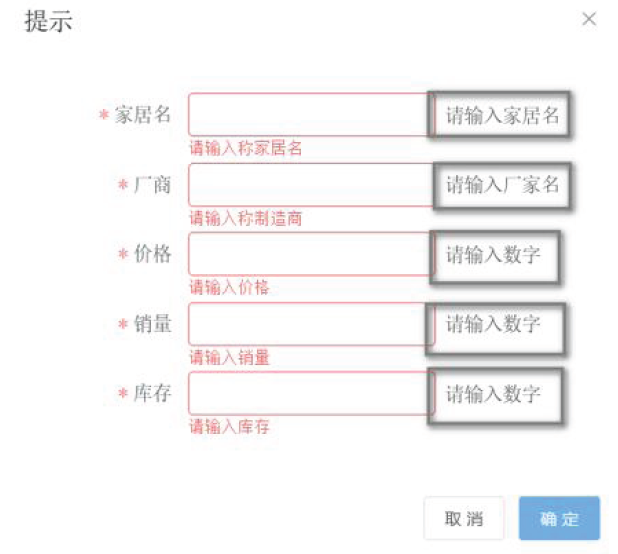 提示
* 家居名 请输入家居名
请输入称家居名
* 厂商 请输入厂家名
请输入称制造商
* 价格 请输入数字
请输入价格
* 销量 请输入数字
请输入销量
* 库存 请输入数字
请输入库存
取消 确定